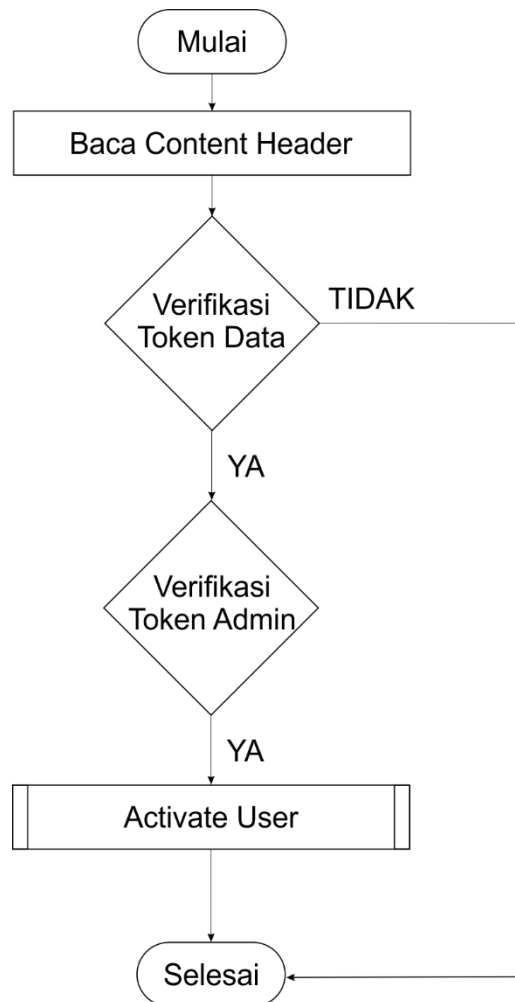 Mulai
Baca Content Header
Verifikasi
Token Data
TIDAK
YA
Verifikasi
Token Admin
YA
Activate User
Selesai